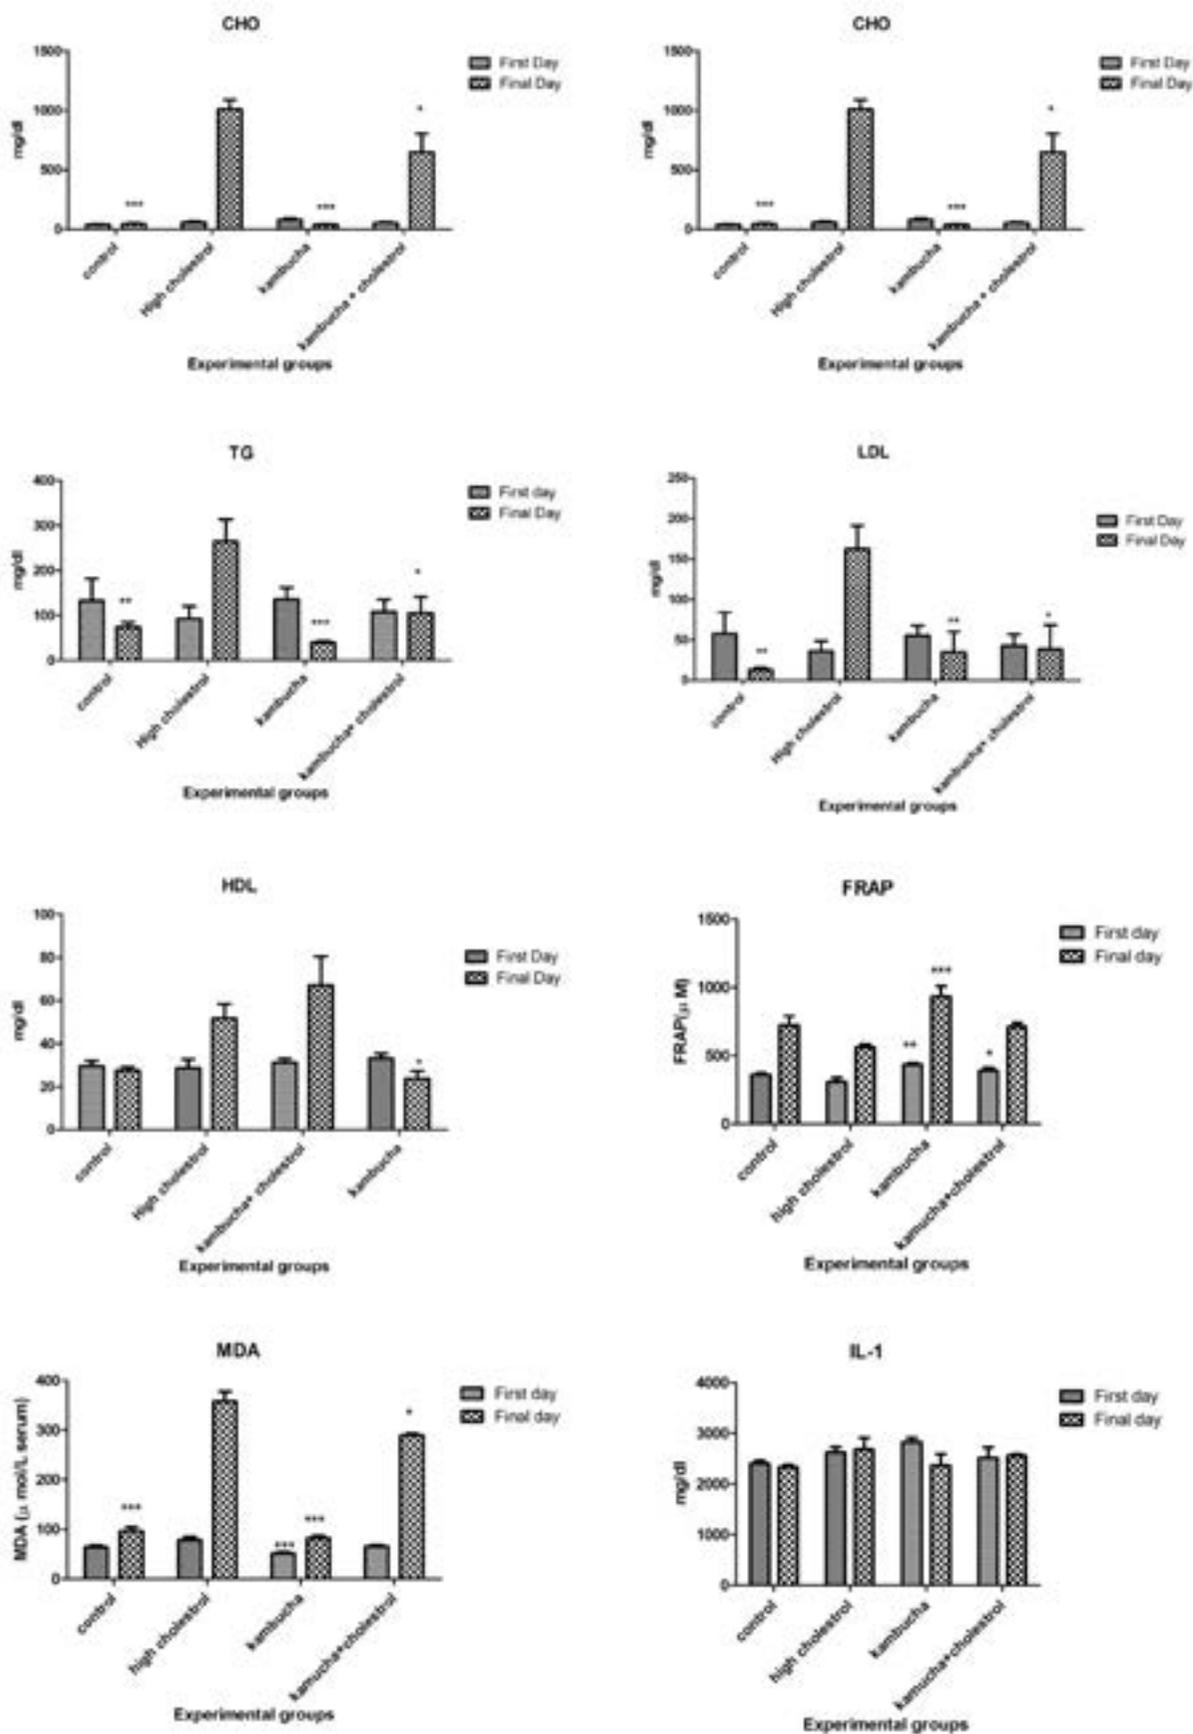 CHO
1500
1000
500
0
mg/dl
First Day
Final Day
*
***
***
control
High cholestrol
kambucha
kambucha + cholestrol
Experimental groups
CHO
1500
1000
500
0
mg/dl
First Day
Final Day
*
***
***
control
High cholestrol
kambucha
kambucha + cholestrol
Experimental groups
TG
400
300
200
100
0
mg/dl
First day
Final Day
**
***
*
control
High cholestrol
kambucha
kambucha+ cholestrol
Experimental groups
LDL
250
200
150
100
50
0
mg/dl
First Day
Final Day
**
**
*
control
High cholestrol
kambucha
kambucha+ cholestrol
Experimental groups
HDL
100
80
60
40
20
0
mg/dl
First Day
Final Day
*
control
High cholestrol
kambucha+ cholestrol
kambucha
Experimental groups
FRAP
1500
1000
500
0
FRAP(μ M)
First day
Final day
**
***
*
control
high cholestrol
kambucha
kamucha+cholestrol
Experimental groups
MDA
400
300
200
100
0
MDA (μ mol/L serum)
First day
Final day
***
***
***
*
control
high cholestrol
kambucha
kamucha+cholestrol
Experimental groups
IL-1
4000
3000
2000
1000
0
mg/dl
First day
Final day
control
high cholestrol
kambucha
kamucha+cholestrol
Experimental groups